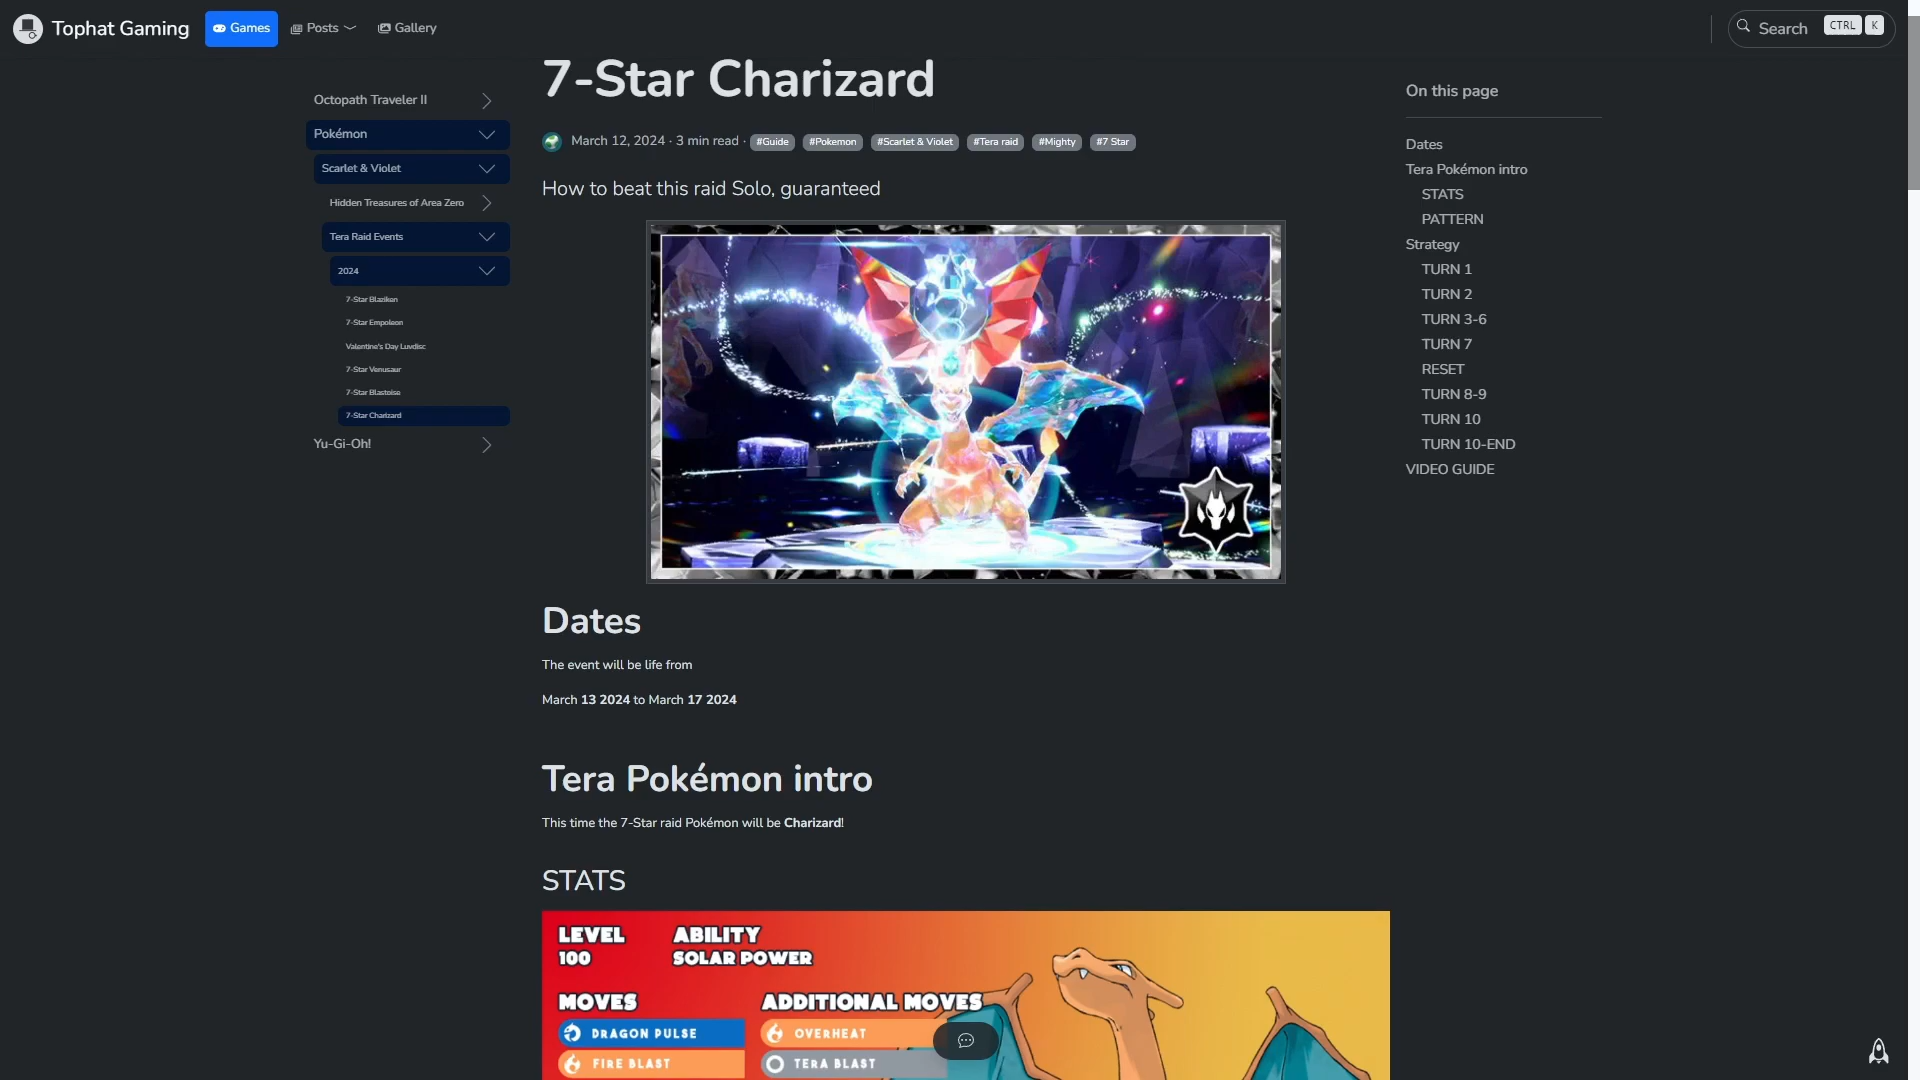 Tophat Gaming
Games
Posts
Gallery
Search
CTRL
K
Octopath Traveler II
Pokémon
Scarlet & Violet
Hidden Treasures of Area Zero
Tera Raid Events
2024
7-Star Blaziken
7-Star Empoleon
Valentine's Day Luvdisc
7-Star Venusaur
7-Star Blastoise
7-Star Charizard
Yu-Gi-Oh!
7-Star Charizard
March 12, 2024 · 3 min read · #Guide #Pokemon #Scarlet & Violet #Tera raid #Mighty #7 Star
How to beat this raid Solo, guaranteed
Dates
The event will be life from
March 13 2024 to March 17 2024
Tera Pokémon intro
This time the 7-Star raid Pokémon will be Charizard!
STATS
LEVEL
100
ABILITY
SOLAR POWER
MOVES
DRAGON PULSE
FIRE BLAST
ADDITIONAL MOVES
OVERHEAT
TERA BLAST
On this page
Dates
Tera Pokémon intro
STATS
PATTERN
Strategy
TURN 1
TURN 2
TURN 3-6
TURN 7
RESET
TURN 8-9
TURN 10
TURN 10-END
VIDEO GUIDE